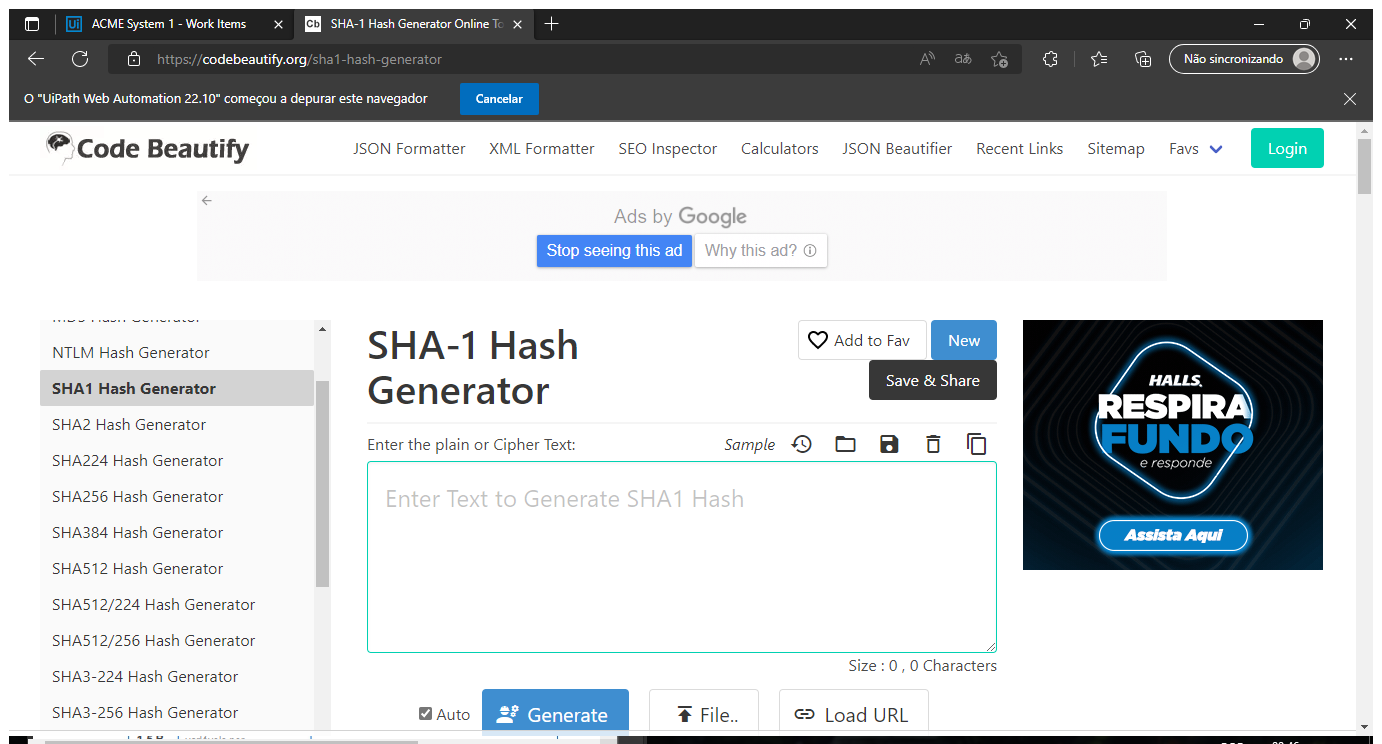 ACME System 1 - Work Items
SHA-1 Hash Generator Online To
https://codebeautify.org/sha1-hash-generator
Não sincronizando
O "UiPath Web Automation 22.10" começou a depurar este navegador
Cancelar
Code Beautify
JSON Formatter
XML Formatter
SEO Inspector
Calculators
JSON Beautifier
Recent Links
Sitemap
Favs
Login
Ads by Google
Stop seeing this ad
Why this ad?
MD5 Hash Generator
NTLM Hash Generator
SHA1 Hash Generator
SHA2 Hash Generator
SHA224 Hash Generator
SHA256 Hash Generator
SHA384 Hash Generator
SHA512 Hash Generator
SHA512/224 Hash Generator
SHA512/256 Hash Generator
SHA3-224 Hash Generator
SHA3-256 Hash Generator
SHA-1 Hash
Generator
Add to Fav
New
Save & Share
Enter the plain or Cipher Text:
Sample
Enter Text to Generate SHA1 Hash
Size : 0 , 0 Characters
Auto
Generate
File..
Load URL
HALLS
RESPIRA
FUNDO
e responde
Assista Aqui